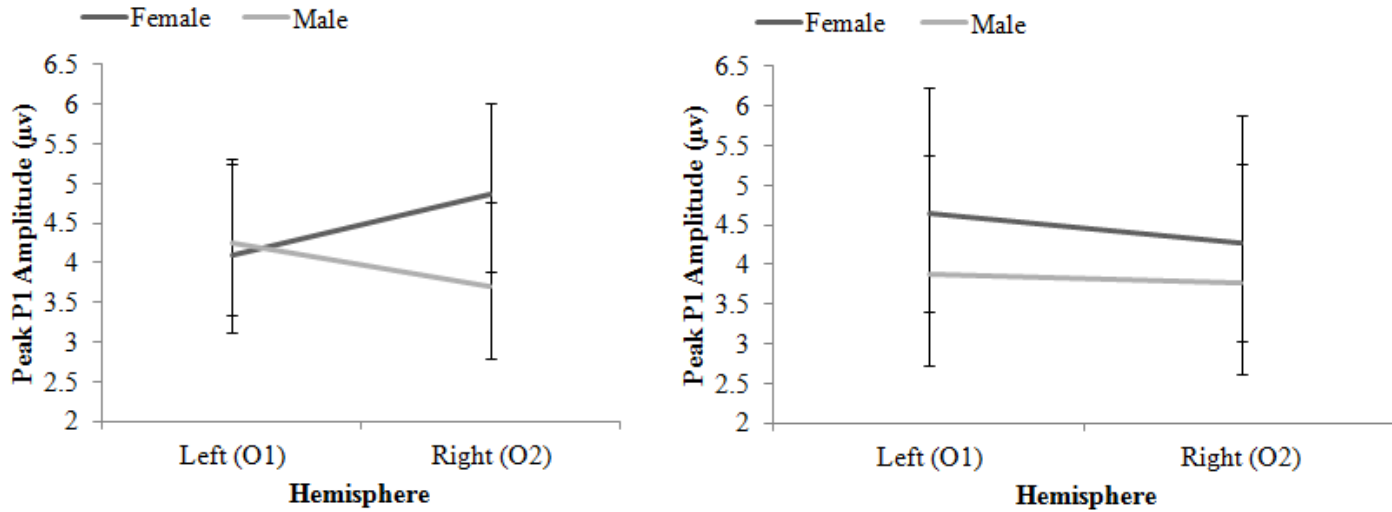 Female Male
Peak P1 Amplitude (μv)
6.5
6
5.5
5
4.5
4
3.5
3
2.5
2
Left (O1) Right (O2)
Hemisphere
Female Male
Peak P1 Amplitude (μv)
6.5
6
5.5
5
4.5
4
3.5
3
2.5
2
Left (O1) Right (O2)
Hemisphere